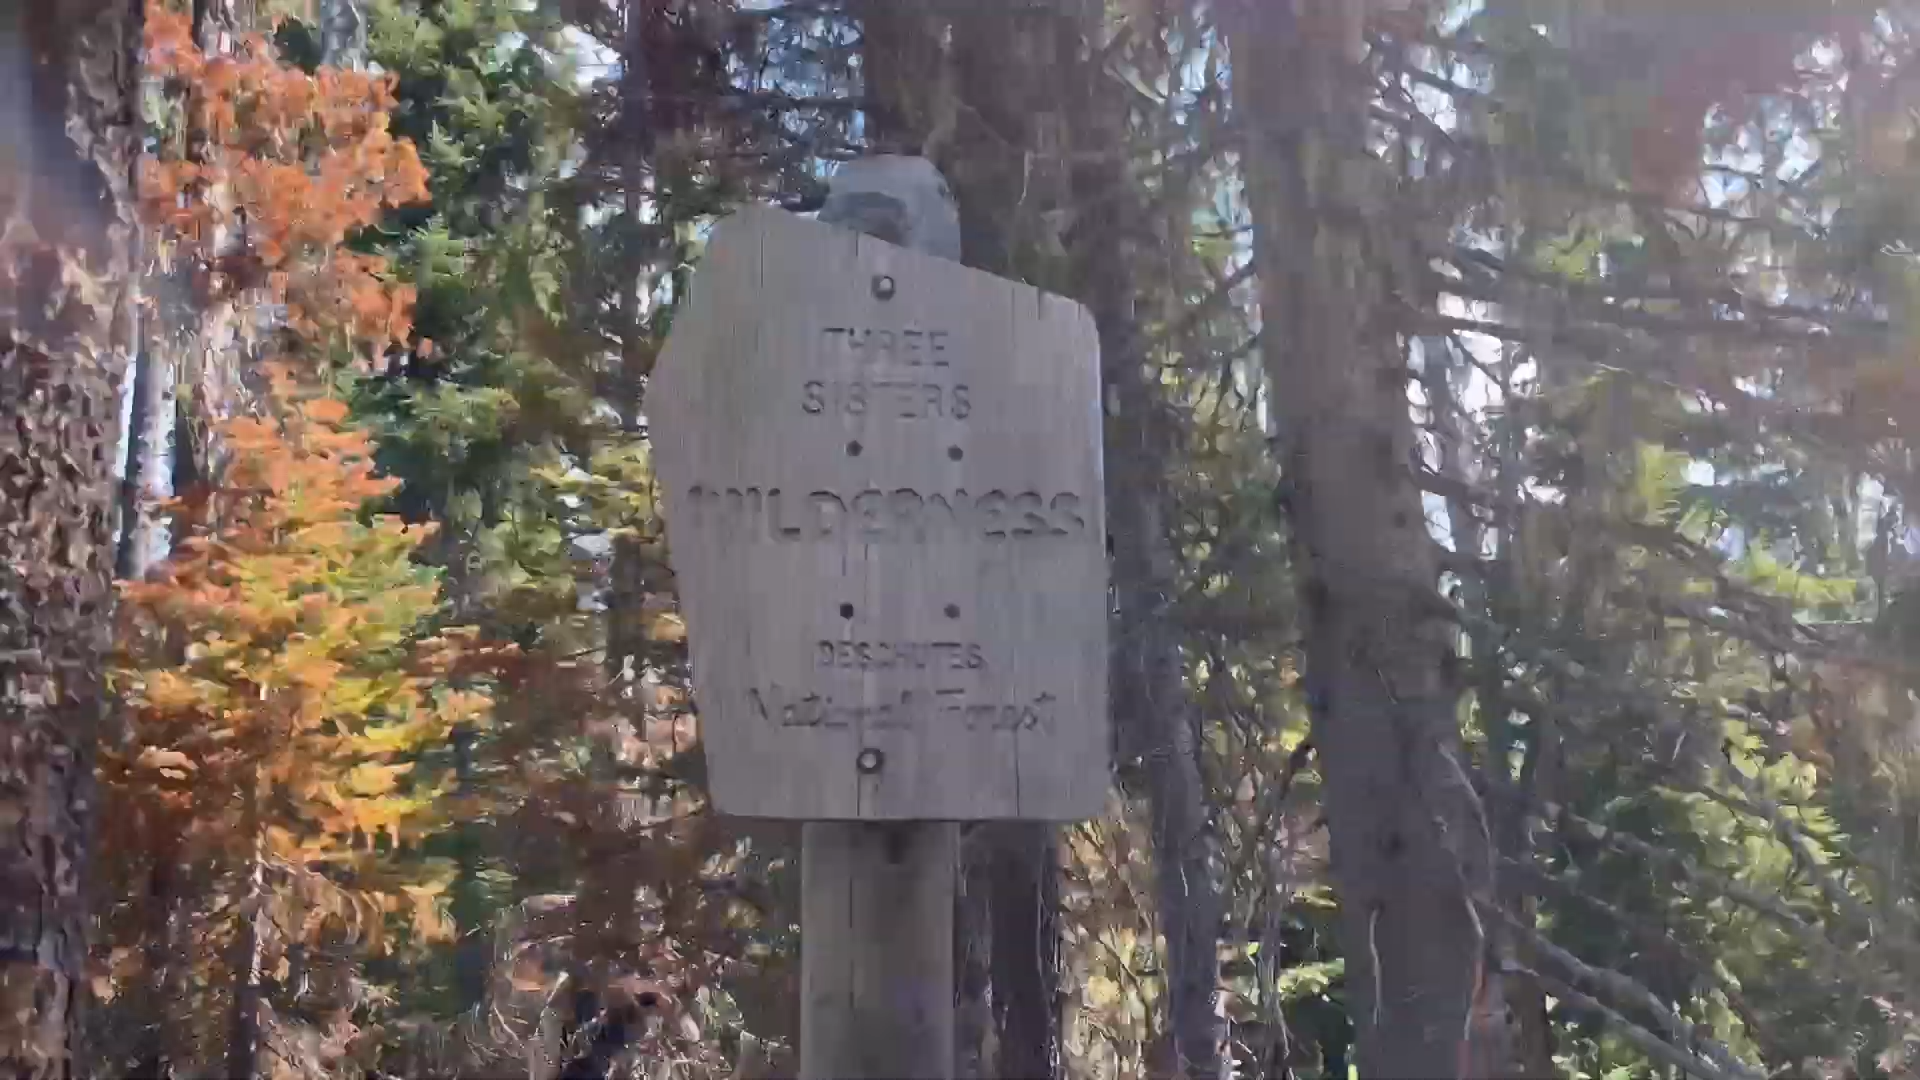 THREE
SISTERS
WILDERNESS
DESCHUTES
National Forest